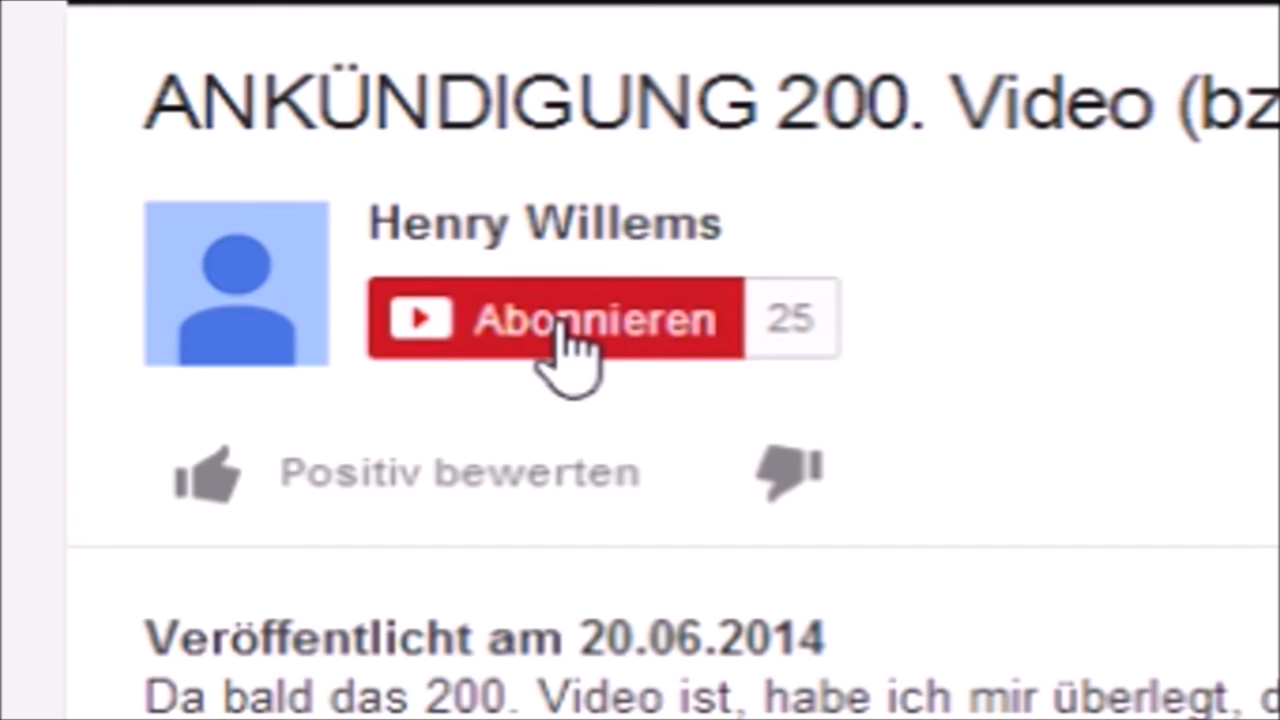 ANKÜNDIGUNG 200. Video (bz
Henry Willems
Abonnieren 25
Positiv bewerten
Veröffentlicht am 20.06.2014
Da bald das 200. Video ist, habe ich mir überlegt, d